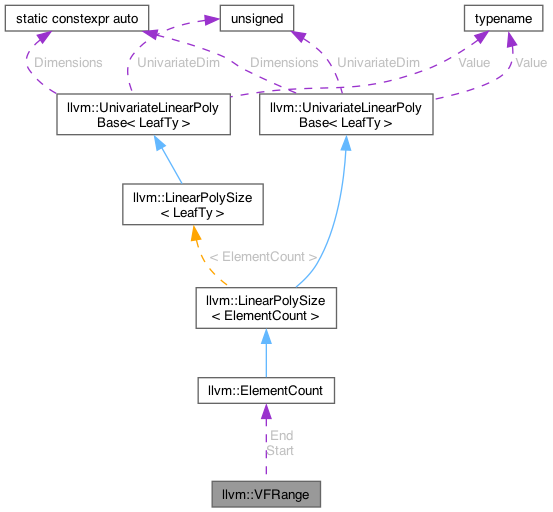 static constexpr auto
unsigned
typename
Dimensions
UnivariateDim
Dimensions
UnivariateDim
Value
Value
llvm::UnivariateLinearPoly
Base< LeafTy >
llvm::UnivariateLinearPoly
Base< LeafTy >
llvm::LinearPolySize
< LeafTy >
< ElementCount >
llvm::LinearPolySize
< ElementCount >
llvm::ElementCount
End
Start
llvm::VFRange